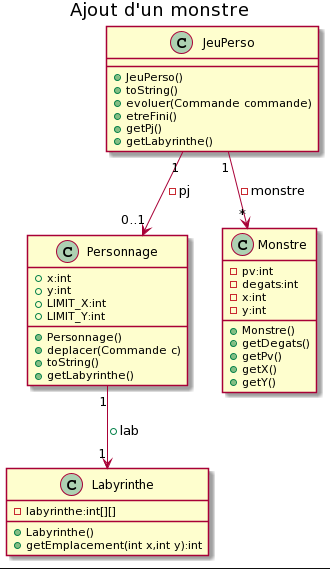 Ajout d'un monstre
C JeuPerso
JeuPerso()
toString()
evoluer(Commande commande)
etreFini()
getPj()
getLabyrinthe()
1
1
pj
monstre
0..1
*
C Personnage
x:int
y:int
LIMIT_X:int
LIMIT_Y:int
Personnage()
deplacer(Commande c)
toString()
getLabyrinthe()
C Monstre
pv:int
degats:int
x:int
y:int
Monstre()
getDegats()
getPv()
getX()
getY()
1
lab
1
C Labyrinthe
labyrinthe:int[][]
Labyrinthe()
getEmplacement(int x,int y):int